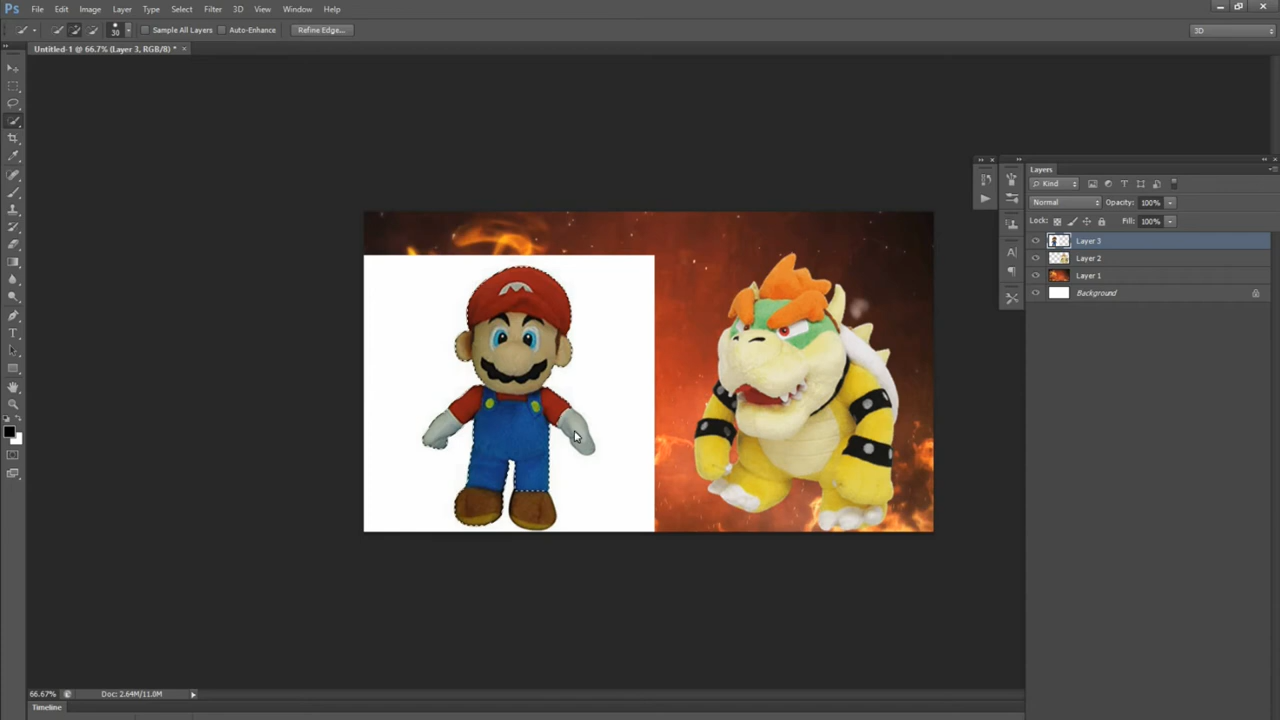 Ps File Edit Image Layer Type Select Filter 3D View Window Help
30 Sample All Layers Auto-Enhance Refine Edge... 3D
Untitled-1 @ 66.7% (Layer 3, RGB/8) * ×
Layers
Kind
Normal Opacity: 100%
Lock: Fill: 100%
Layer 3
Layer 2
Layer 1
Background
66.67% Doc: 2.64M/11.0M
Timeline